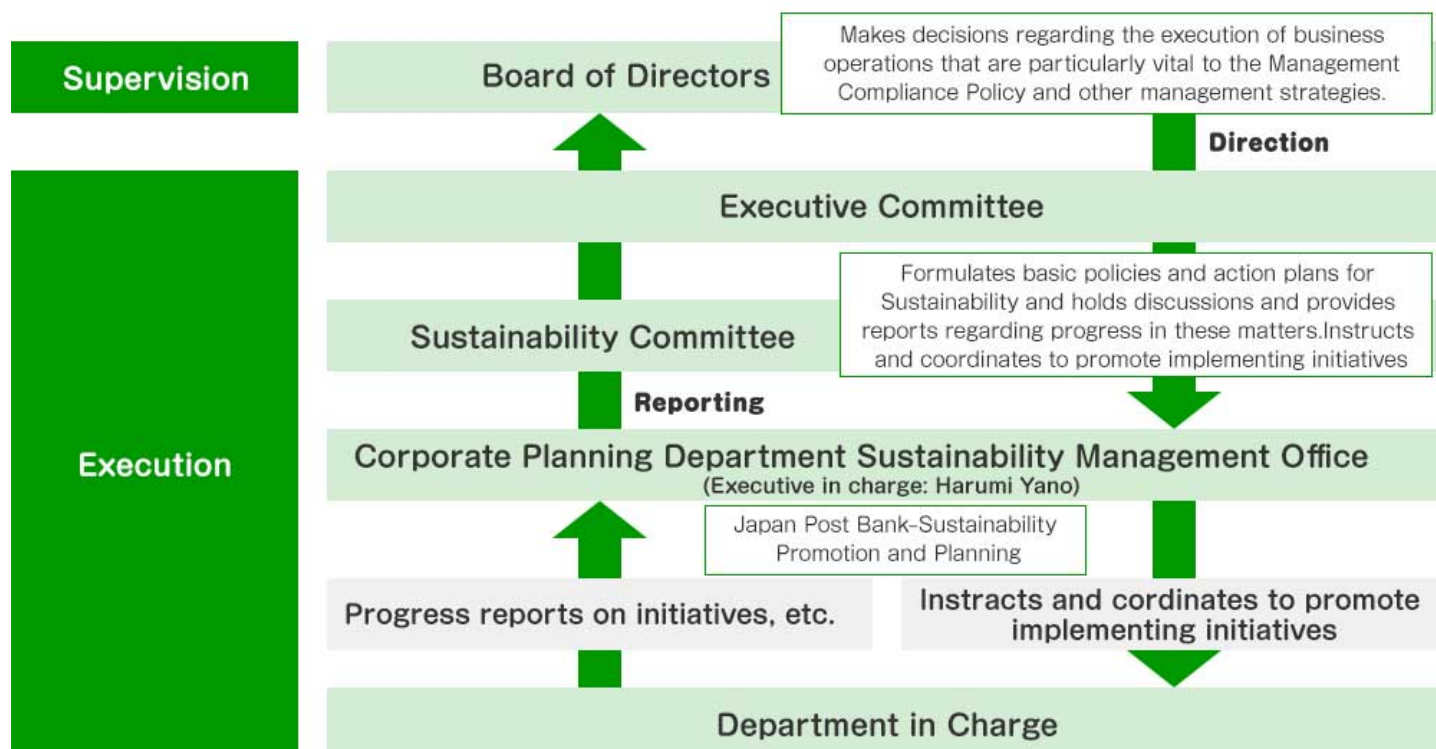 Supervision
Board of Directors
Makes decisions regarding the execution of business
operations that are particularly vital to the Management
Compliance Policy and other management strategies.
Direction
Execution
Executive Committee
Sustainability Committee
Formulates basic policies and action plans for
Sustainability and holds discussions and provides
reports regarding progress in these matters.Instructs
and coordinates to promote implementing initiatives
Reporting
Corporate Planning Department Sustainability Management Office
(Executive in charge: Harumi Yano)
Japan Post Bank-Sustainability
Promotion and Planning
Progress reports on initiatives, etc.
Instracts and cordinates to promote
implementing initiatives
Department in Charge